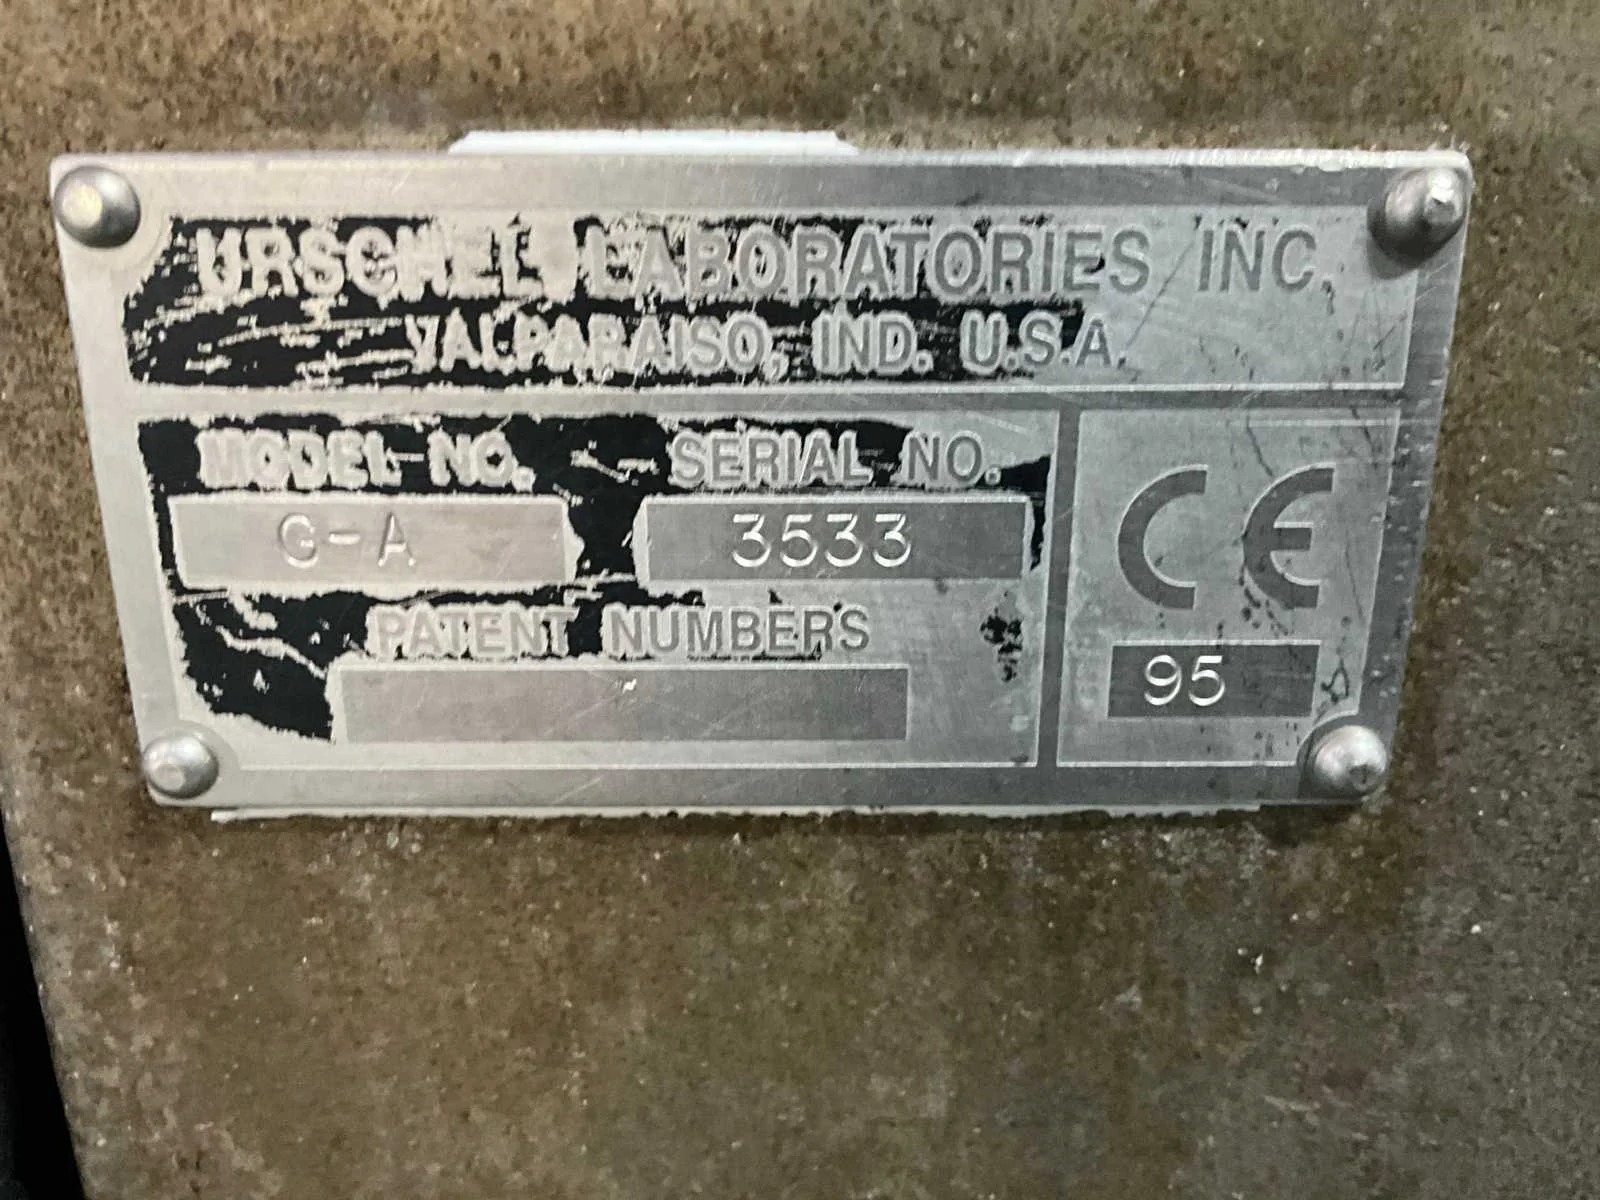 URSCHEL LABORATORIES INC.
VALPARAISO, IND. U.S.A.
MODEL NO. SERIAL NO.
G-A 3533
CE
PATENT NUMBERS
95